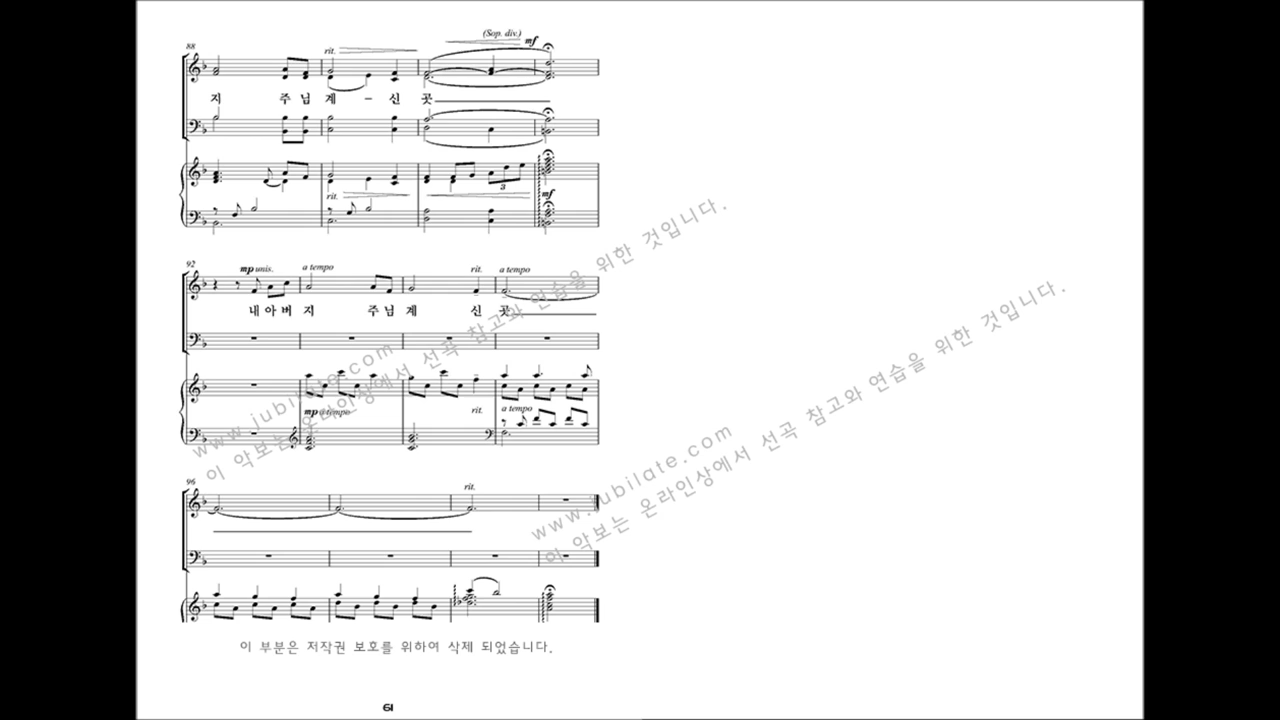 (Sop. div.)
88 rit. mf
지 주 님 계 - 신 곳
3
rit. mf
92 mp unis. a tempo rit. a tempo
내 아 버 지 주 님 계 신 곳
mp a tempo rit. a tempo
96 rit.
www.jubilate.com
이 악보는 온라인상에서 선곡 참고와 연습을 위한 것입니다.
www.jubilate.com
이 악보는 온라인상에서 선곡 참고와 연습을 위한 것입니다.
이 부분은 저작권 보호를 위하여 삭제 되었습니다.
61